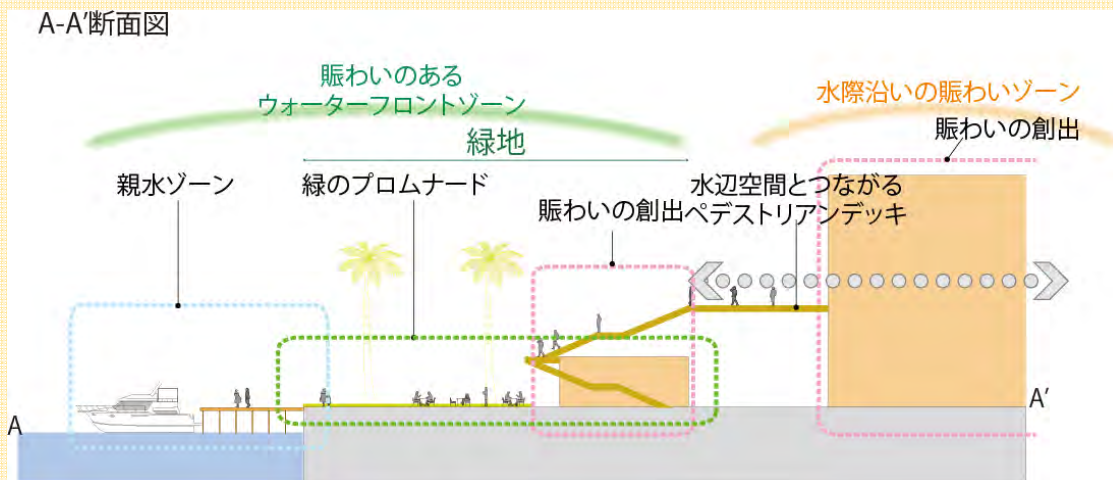 A-A'断面図
賑わいのある
ウォーターフロントゾーン
水際沿いの賑わいゾーン
緑地
賑わいの創出
親水ゾーン
緑のプロムナード
賑わいの創出
水辺空間とつながる
ペデストリアンデッキ
A
A'